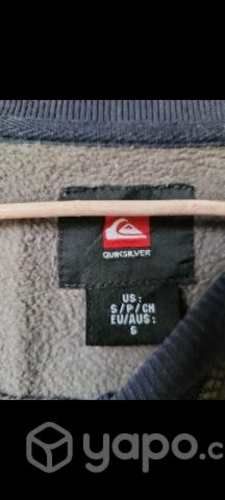 QUIKSILVER
US:
S/P/CH
EU/AUS:
S
yapo.c